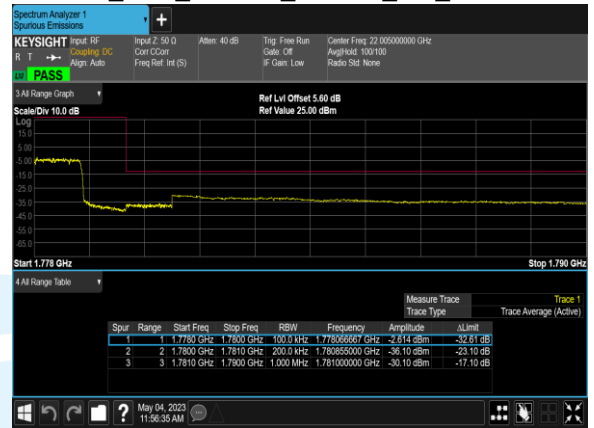 Spectrum Analyzer 1
Spurious Emissions
+
KEYSIGHT Input: RF Input Z: 50 Ω Atten: 40 dB Trig: Free Run Center Freq: 22.005000000 GHz
R T Coupling: DC Corr CCorr Gate: Off Avg|Hold: 100/100
Align: Auto Freq Ref: Int (S) IF Gain: Low Radio Std: None
PASS
3 All Range Graph
Ref Lvl Offset 5.60 dB
Scale/Div 10.0 dB Ref Value 25.00 dBm
Log
15.0
5.00
-5.00
-15.0
-25.0
-35.0
-45.0
-55.0
-65.0
Start 1.778 GHz Stop 1.790 GHz
4 All Range Table
Measure Trace Trace 1
Trace Type Trace Average (Active)
Spur Range Start Freq Stop Freq RBW Frequency Amplitude ΔLimit
1 1 1.7780 GHz 1.7800 GHz 100.0 kHz 1.778066667 GHz -2.614 dBm -32.61 dB
2 2 1.7800 GHz 1.7810 GHz 200.0 kHz 1.780855000 GHz -36.10 dBm -23.10 dB
3 3 1.7810 GHz 1.7900 GHz 1.000 MHz 1.781000000 GHz -30.10 dBm -17.10 dB
? May 04, 2023
11:56:35 AM